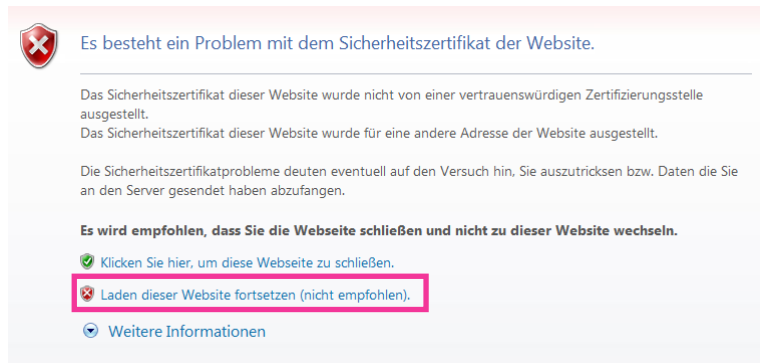 Es besteht ein Problem mit dem Sicherheitszertifikat der Website.
Das Sicherheitszertifikat dieser Website wurde nicht von einer vertrauenswürdigen Zertifizierungsstelle
ausgestellt.
Das Sicherheitszertifikat dieser Website wurde für eine andere Adresse der Website ausgestellt.
Die Sicherheitszertifikatprobleme deuten eventuell auf den Versuch hin, Sie auszutricksen bzw. Daten die Sie
an den Server gesendet haben abzufangen.
Es wird empfohlen, dass Sie die Webseite schließen und nicht zu dieser Website wechseln.
Klicken Sie hier, um diese Webseite zu schließen.
Laden dieser Website fortsetzen (nicht empfohlen).
Weitere Informationen